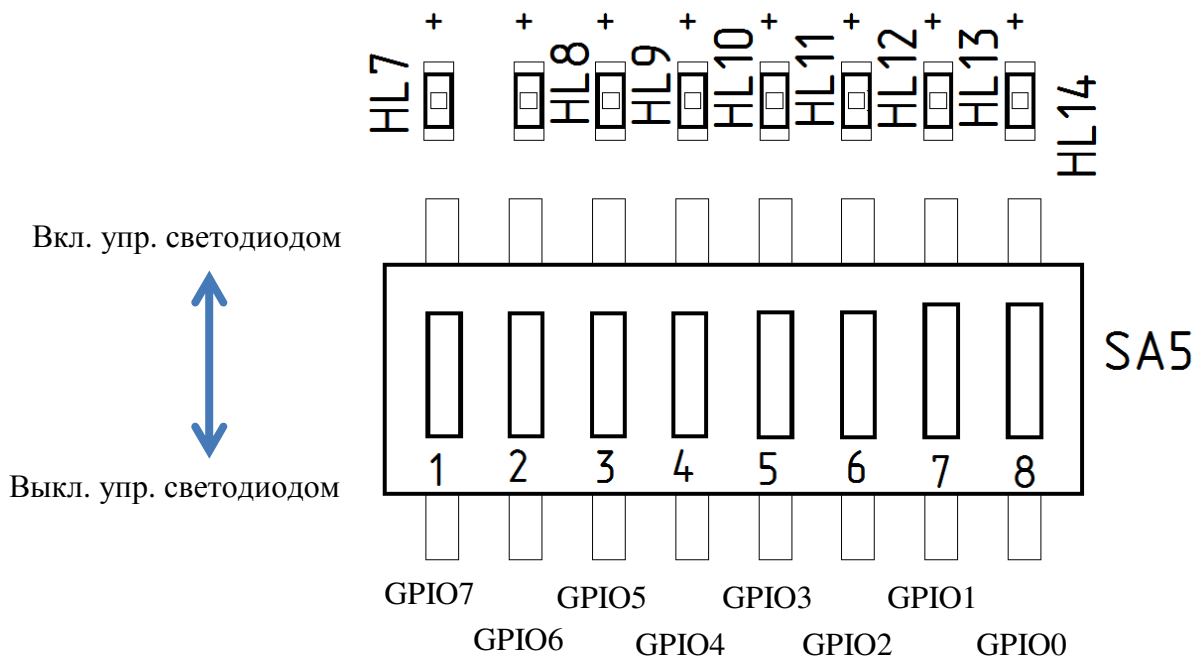 + + + + + + + +
HL7 HL8 HL9 HL10 HL11 HL12 HL13 HL14
Вкл. упр. светодиодом
SA5
1 2 3 4 5 6 7 8
Выкл. упр. светодиодом
GPIO7 GPIO5 GPIO3 GPIO1
GPIO6 GPIO4 GPIO2 GPIO0